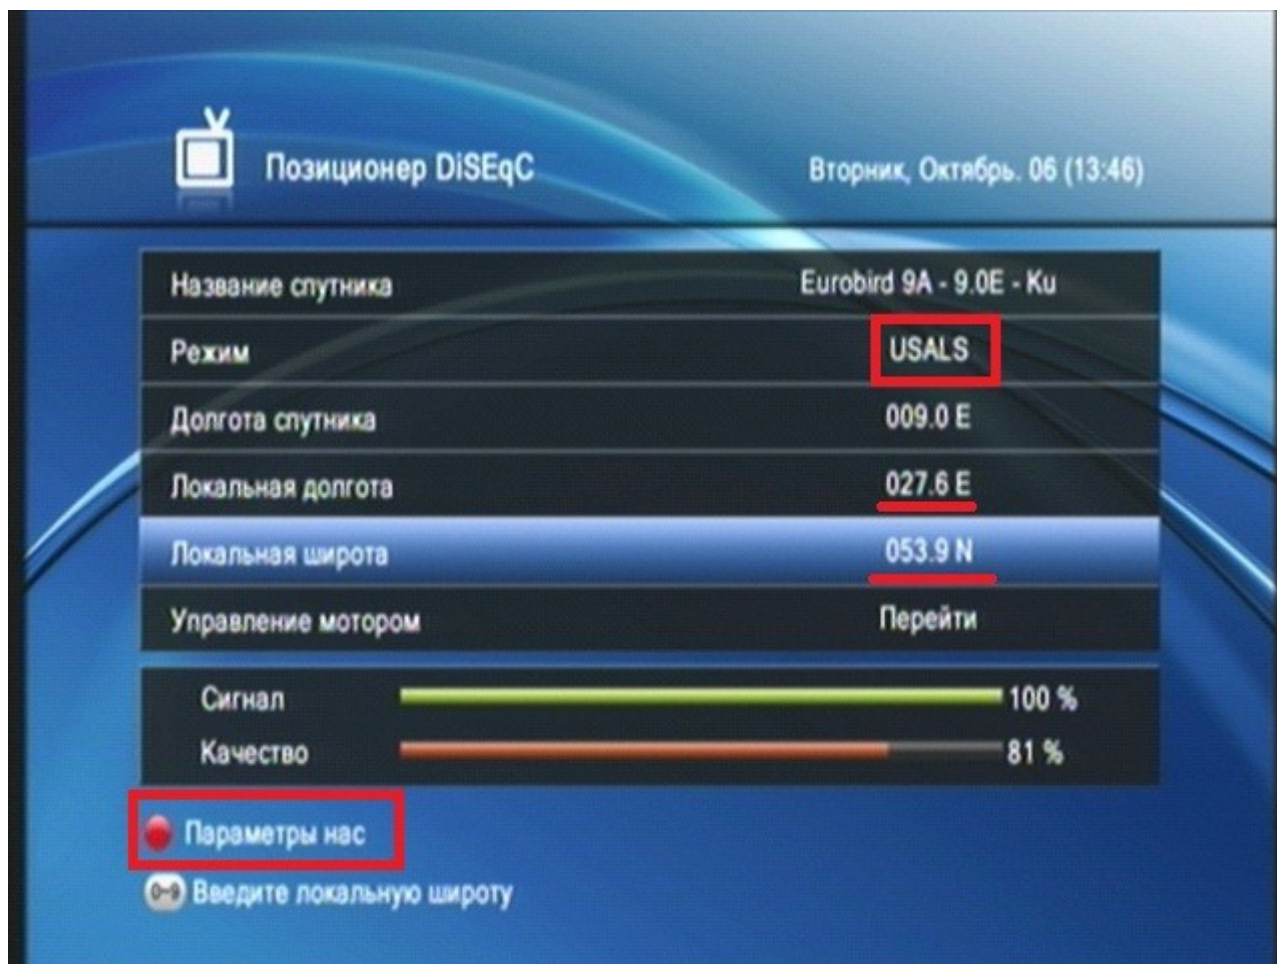 Позиционер DiSEqC
Вторник, Октябрь. 06 (13:46)
Название спутника Eurobird 9A - 9.0E - Ku
Режим USALS
Долгота спутника 009.0 E
Локальная долгота 027.6 E
Локальная широта 053.9 N
Управление мотором Перейти
Сигнал 100 %
Качество 81 %
Параметры нас
0-9 Введите локальную широту